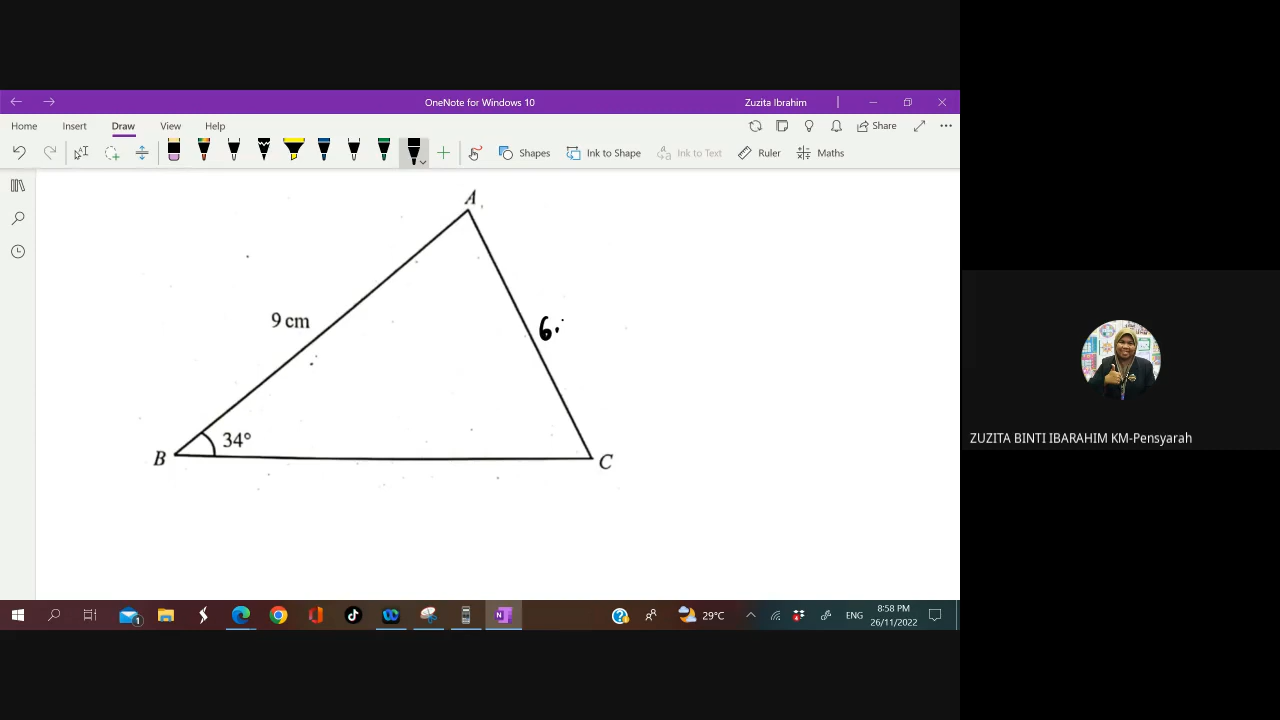 OneNote for Windows 10
Zuzita Ibrahim
Home Insert Draw View Help
Share
Shapes Ink to Shape Ink to Text Ruler Maths
A
9 cm
6.
34°
B
C
ZUZITA BINTI IBARAHIM KM-Pensyarah
1
29°C
ENG
8:58 PM
26/11/2022